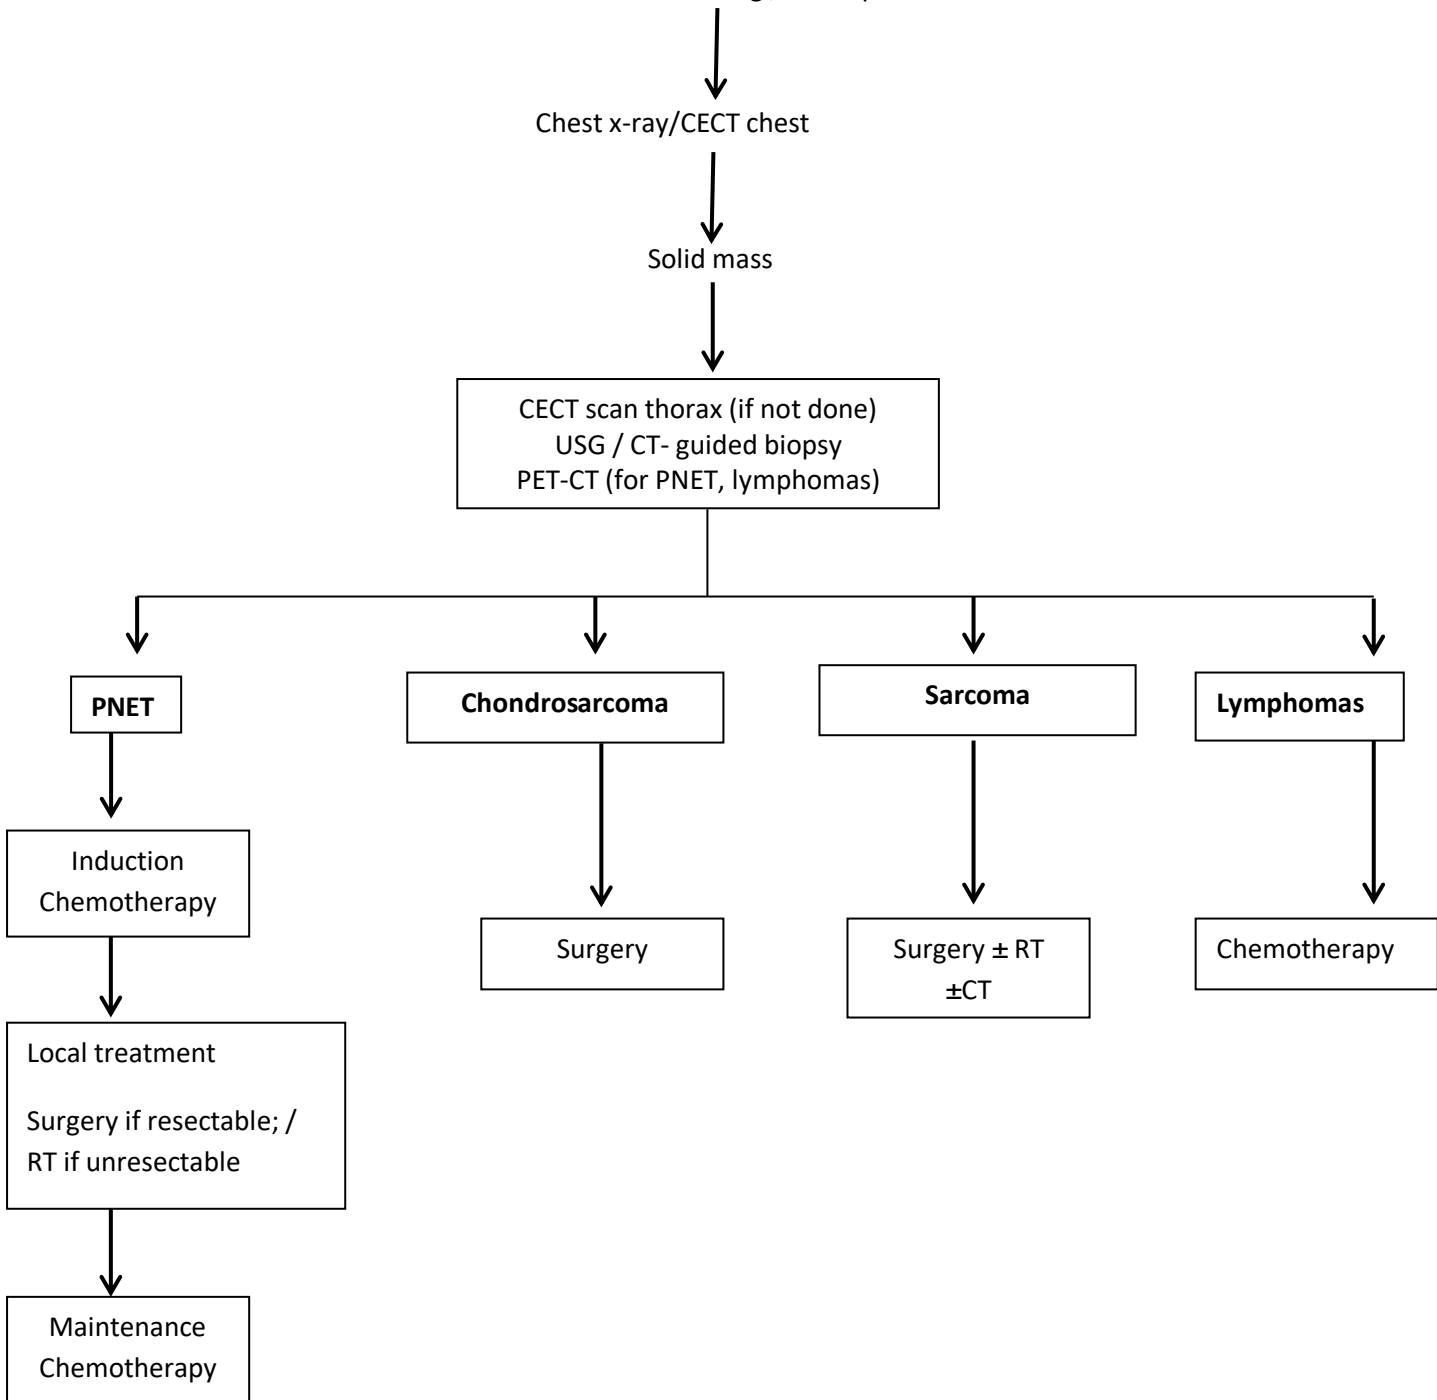 Chest x-ray/CECT chest
Solid mass
CECT scan thorax (if not done)
USG / CT- guided biopsy
PET-CT (for PNET, lymphomas)
PNET
Chondrosarcoma
Sarcoma
Lymphomas
Induction
Chemotherapy
Surgery
Surgery ± RT
±CT
Chemotherapy
Local treatment
Surgery if resectable; /
RT if unresectable
Maintenance
Chemotherapy